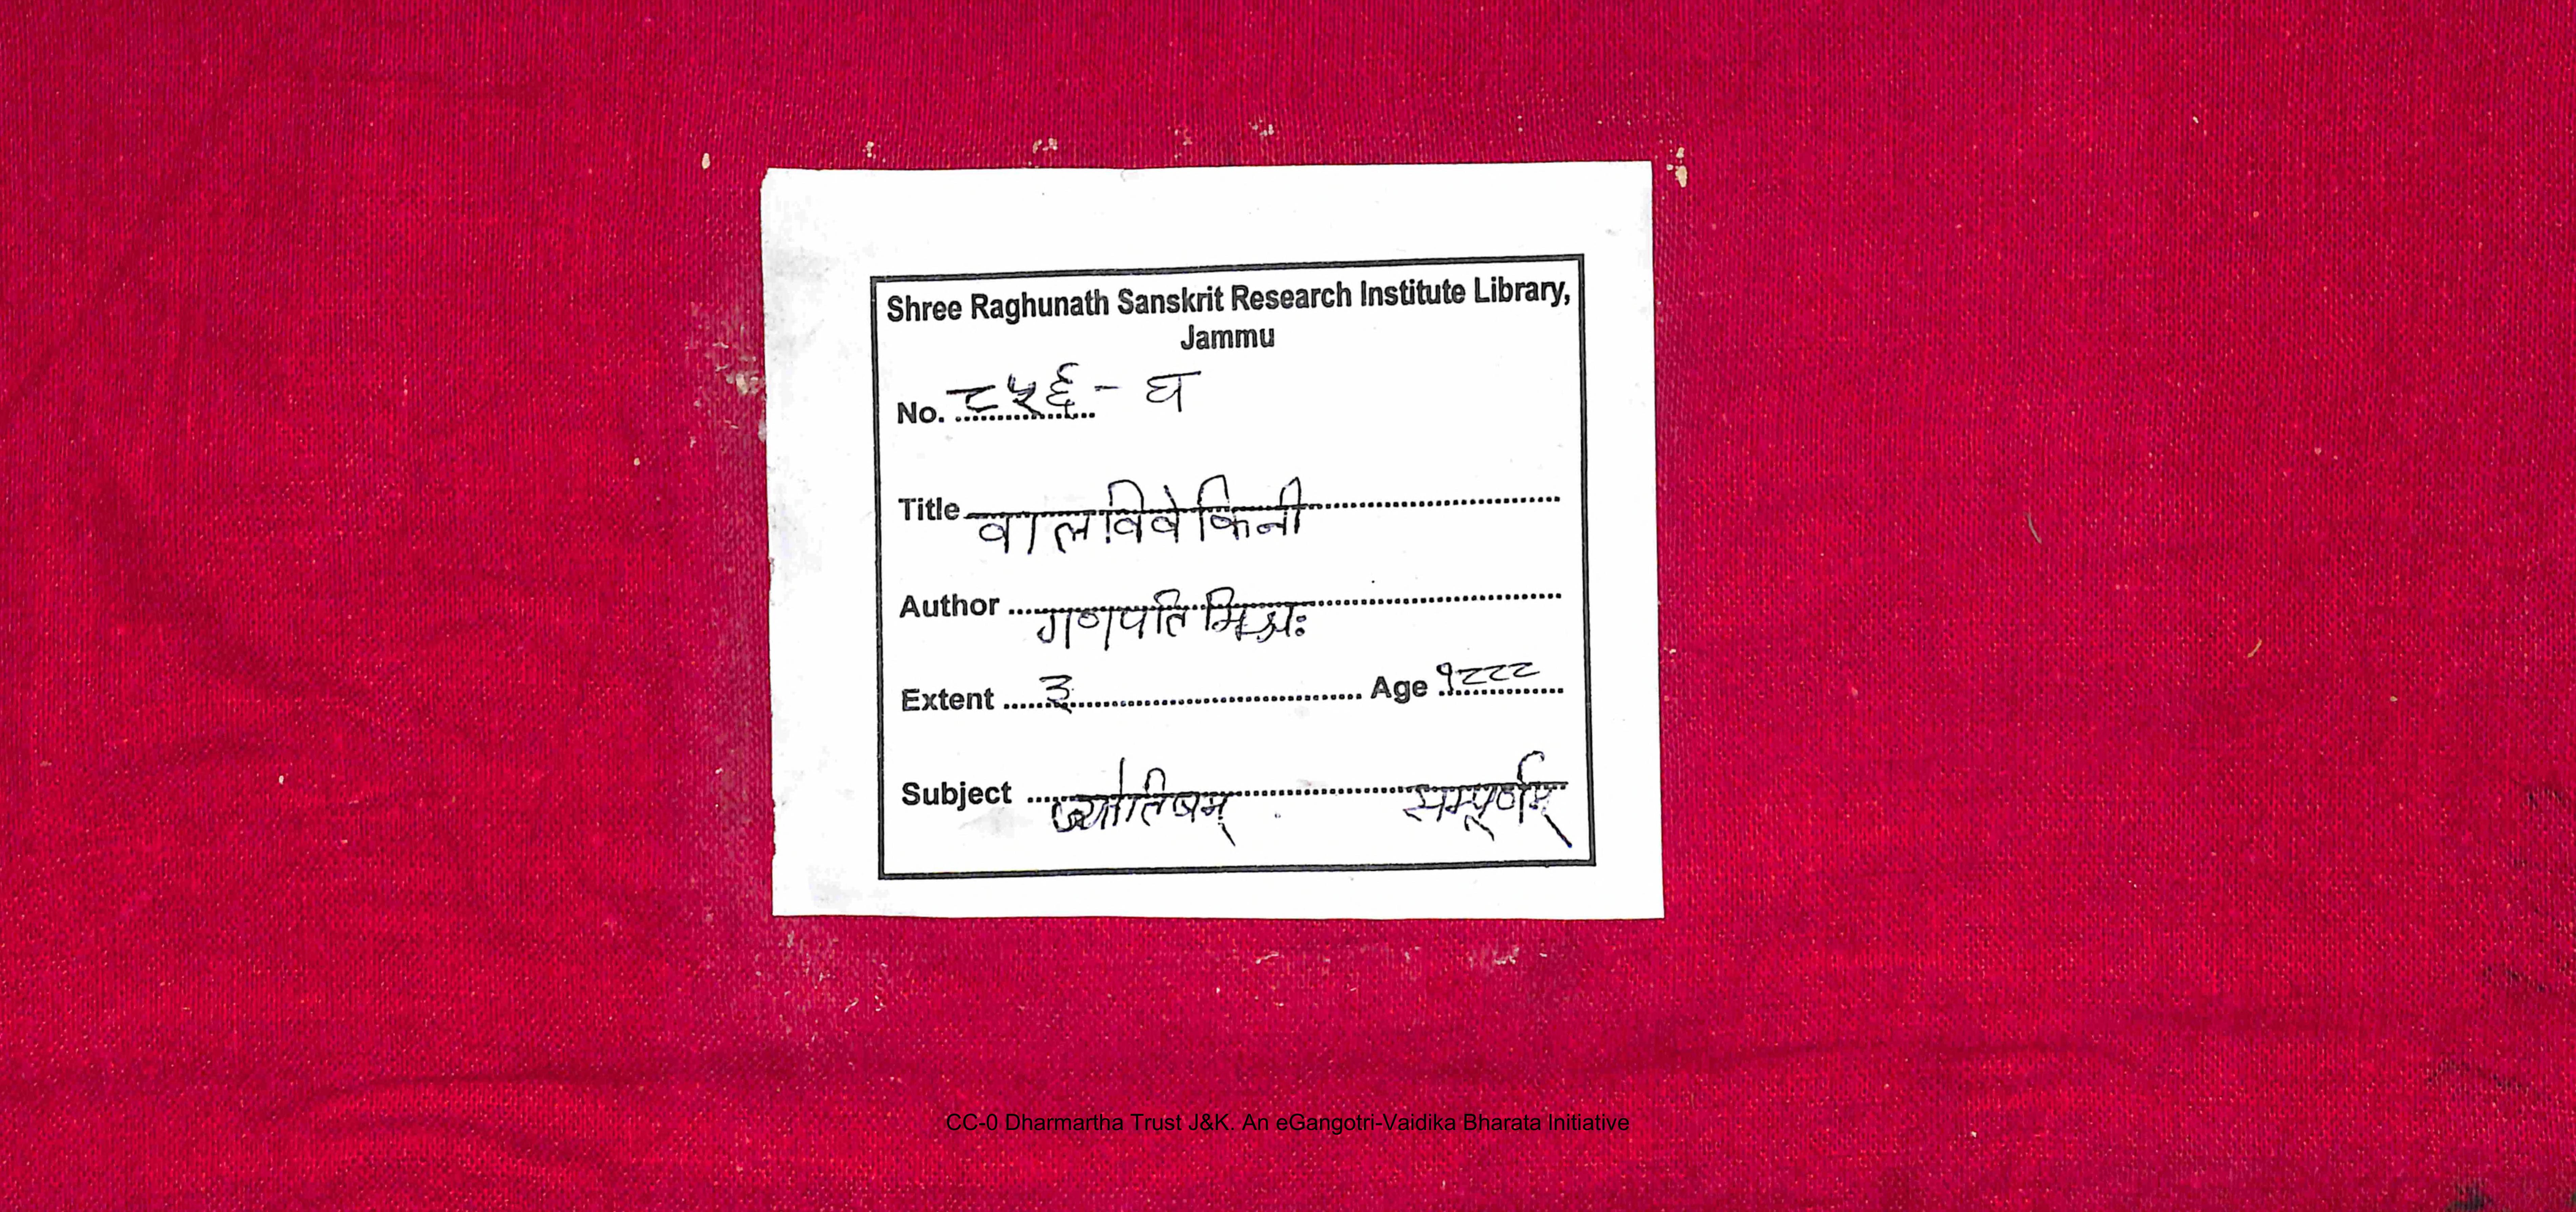 Shree Raghunath Sanskrit Research Institute Library,
Jammu
No. ८५६ - घ
Title वालविवेकिनी
Author गणपति मिश्रः
Extent ३ Age १८८८
Subject ज्योतिषम् सम्पूर्णम्
CC-0 Dharmartha Trust J&K. An eGangotri-Vaidika Bharata Initiative